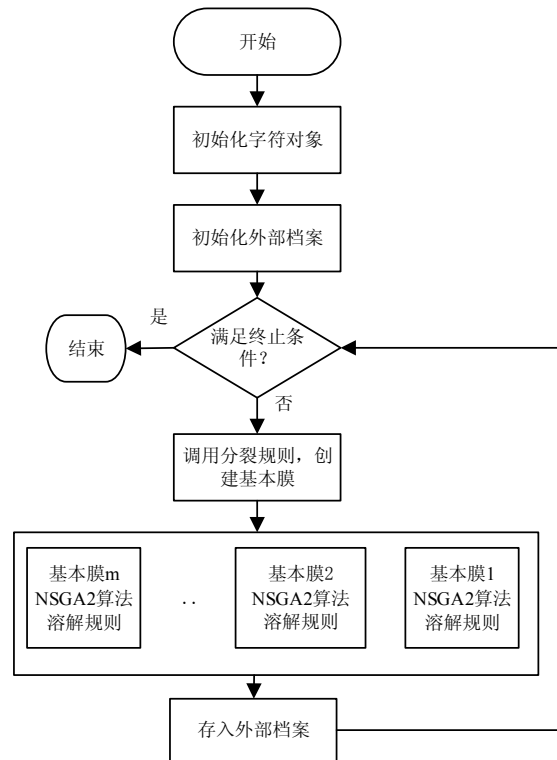 开始
初始化字符对象
初始化外部档案
是
满足终止条
件?
结束
否
调用分裂规则，创
建基本膜
基本膜m
NSGA2算法
溶解规则
. .
基本膜2
NSGA2算法
溶解规则
基本膜1
NSGA2算法
溶解规则
存入外部档案